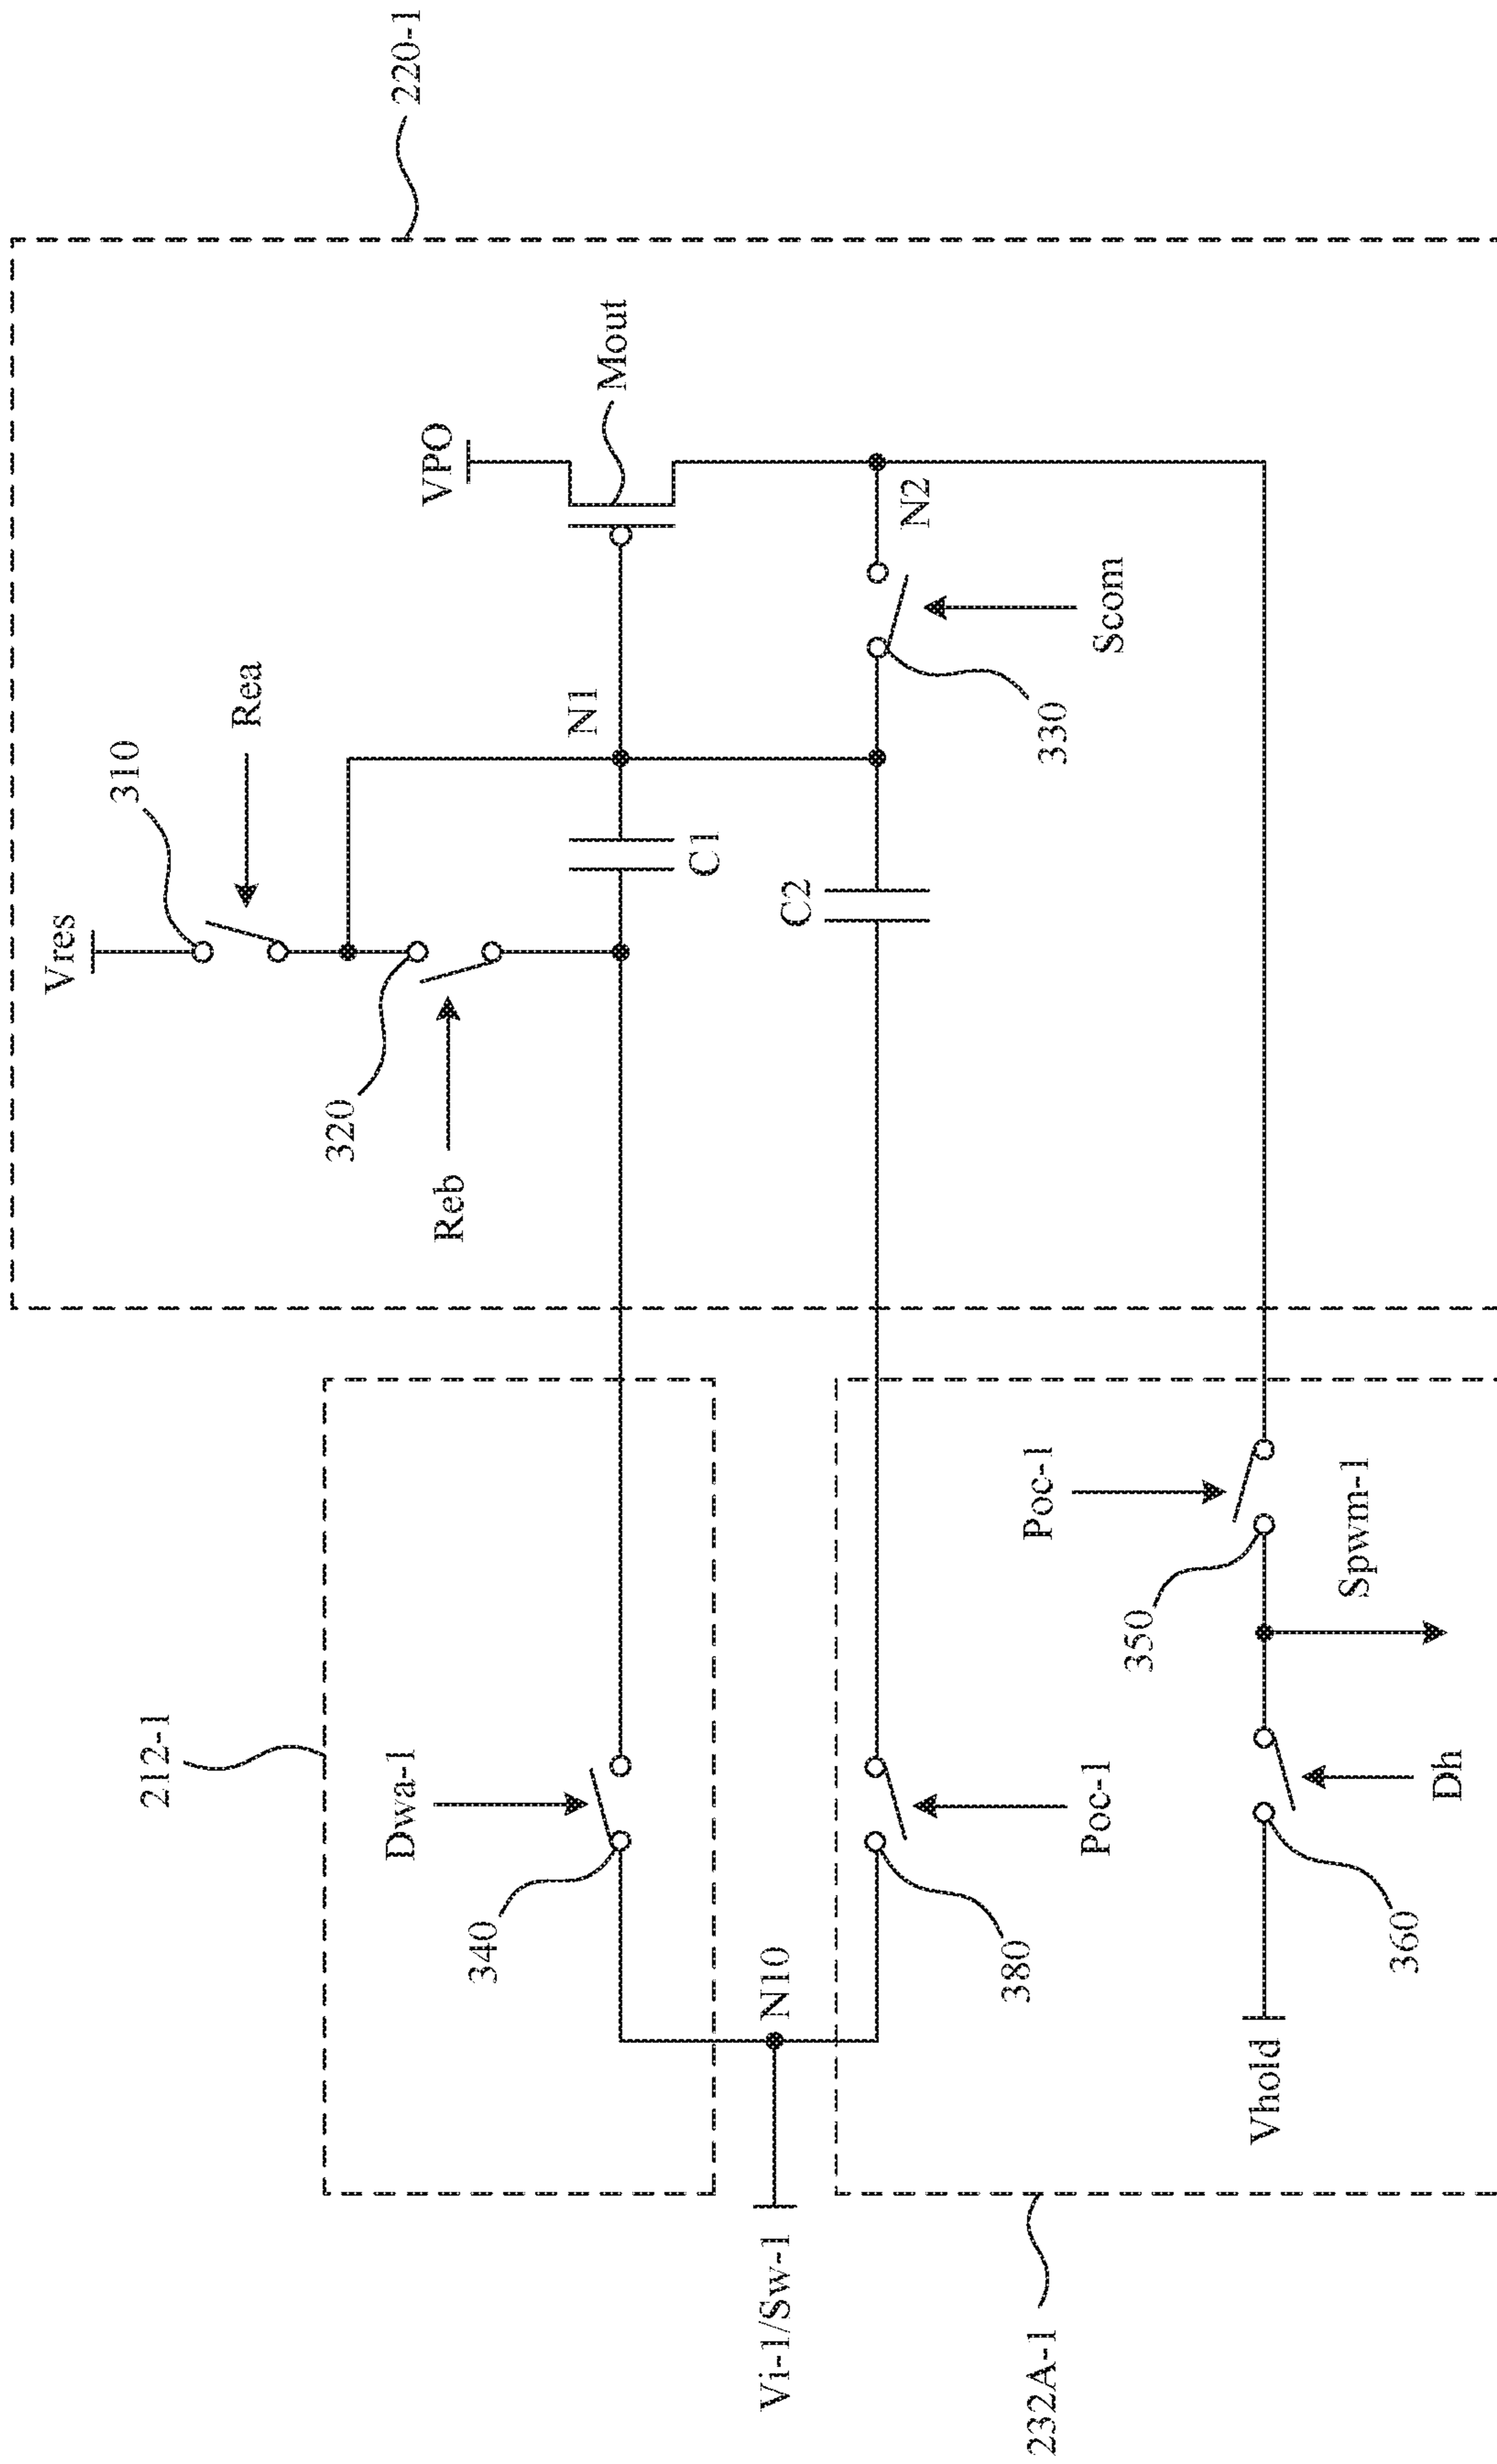 220-1
Vres
310
Rea
VPO
Mout
320
Reb
N1
C1
C2
N2
330
Scom
212-1
Dwa-1
340
N10
Vi-1/Sw-1
380
Poc-1
Poc-1
350
Spwm-1
Vhold
360
Dh
232A-1